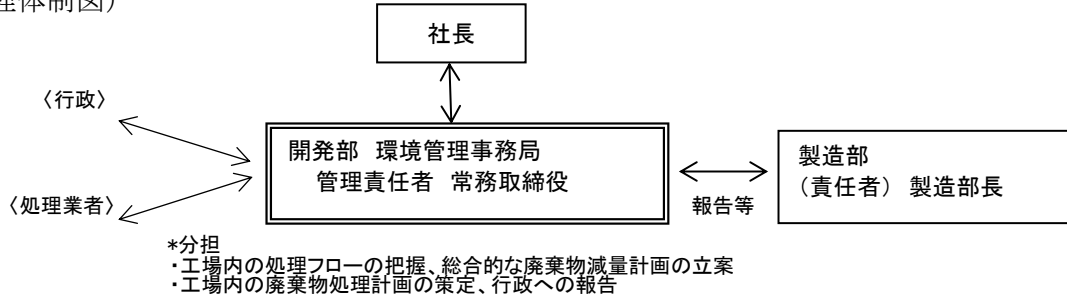 理体制図）
社長
〈行政〉
開発部 環境管理事務局
管理責任者 常務取締役
製造部
（責任者）製造部長
〈処理業者〉
報告等
*分担
・工場内の処理フローの把握、総合的な廃棄物減量計画の立案
・工場内の廃棄物処理計画の策定、行政への報告